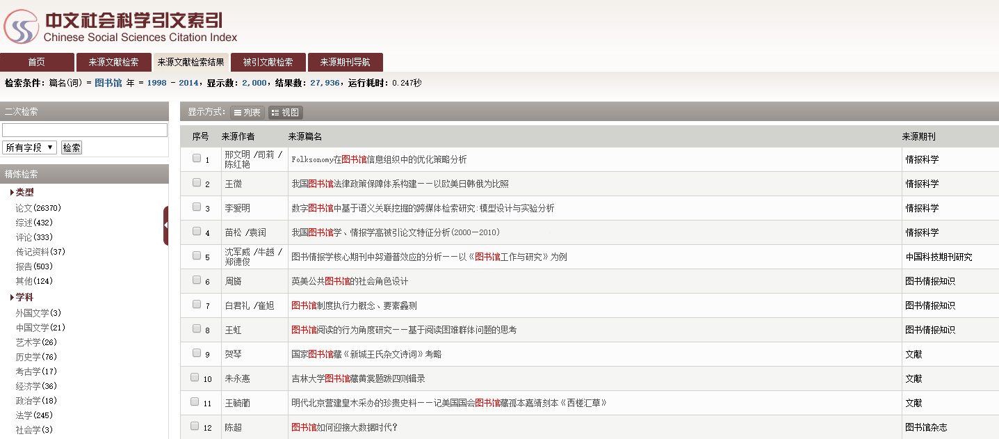 中文社会科学引文索引
Chinese Social Sciences Citation Index
首页 来源文献检索 来源文献检索结果 被引文献检索 来源期刊导航
检索条件: 篇名(词) = 图书馆 年 = 1998 - 2014, 显示数: 2,000, 结果数: 27,936, 运行耗时: 0.247秒
二次检索
所有字段 ▼ 检索
精炼检索
类型
论文(26370)
综述(432)
评论(333)
传记资料(37)
报告(503)
其他(124)
学科
外国文学(3)
中国文学(21)
艺术学(26)
历史学(76)
考古学(17)
经济学(36)
政治学(18)
法学(245)
社会学(3)
显示方式: 列表 视图
序号 来源作者 来源篇名 来源期刊
1 邢文明 /司莉 /陈红艳 Folksonomy在图书馆信息组织中的优化策略分析 情报科学
2 王微 我国图书馆法律政策保障体系构建——以欧美日韩俄为比照 情报科学
3 李爱明 数字图书馆中基于语义关联挖掘的跨媒体检索研究:模型设计与实验分析 情报科学
4 苗松 /袁润 我国图书馆学、情报学高被引论文特征分析(2000—2010) 情报科学
5 沈军威 /牛越 /郑德俊 图书情报学核心期刊中努道普效应的分析——以《图书馆工作与研究》为例 中国科技期刊研究
6 周旖 英美公共图书馆的社会角色设计 图书情报知识
7 白君礼 /崔旭 图书馆制度执行力概念、要素蠡测 图书情报知识
8 王虹 图书馆阅读的行为角度研究——基于阅读困难群体问题的思考 图书情报知识
9 贺琴 国家图书馆藏《新城王氏杂文诗词》考略 文献
10 朱永惠 吉林大学图书馆藏黄裳题跋四则辑录 文献
11 王毓蔺 明代北京营建皇木采办的珍贵史料——记美国国会图书馆藏孤本嘉靖刻本《西槎汇草》 文献
12 陈超 图书馆如何迎接大数据时代? 图书馆杂志